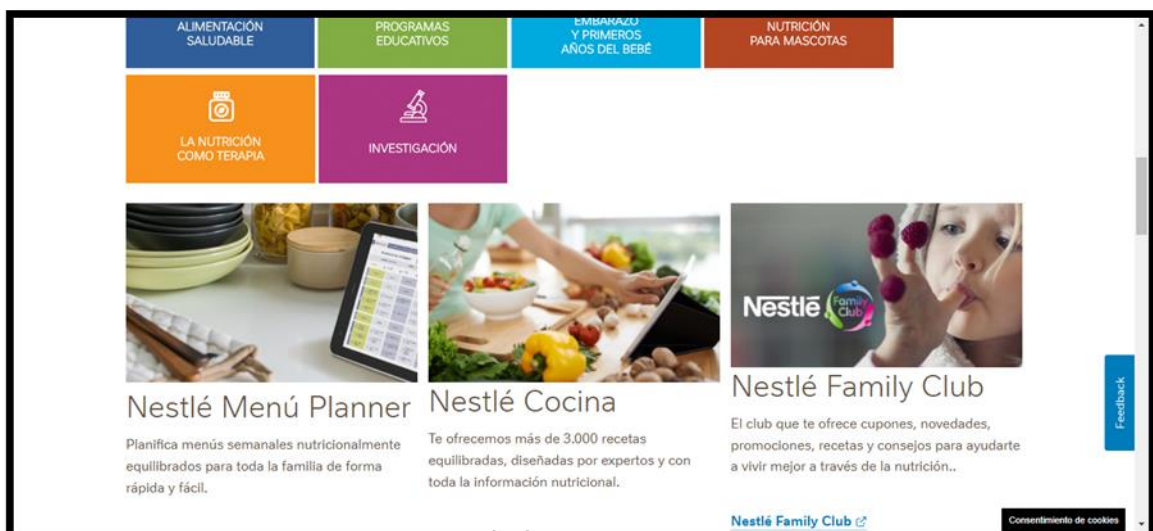 ALIMENTACIÓN
SALUDABLE
PROGRAMAS
EDUCATIVOS
EMBARAZO
Y PRIMEROS
AÑOS DEL BEBÉ
NUTRICIÓN
PARA MASCOTAS
LA NUTRICIÓN
COMO TERAPIA
INVESTIGACIÓN
Nestlé Menú Planner
Planifica menús semanales nutricionalmente
equilibrados para toda la familia de forma
rápida y fácil.
Nestlé Cocina
Te ofrecemos más de 3.000 recetas
equilibradas, diseñadas por expertos y con
toda la información nutricional.
Nestlé
Family
Club
Nestlé Family Club
El club que te ofrece cupones, novedades,
promociones, recetas y consejos para ayudarte
a vivir mejor a través de la nutrición..
Nestlé Family Club
Feedback
Consentimiento de cookies